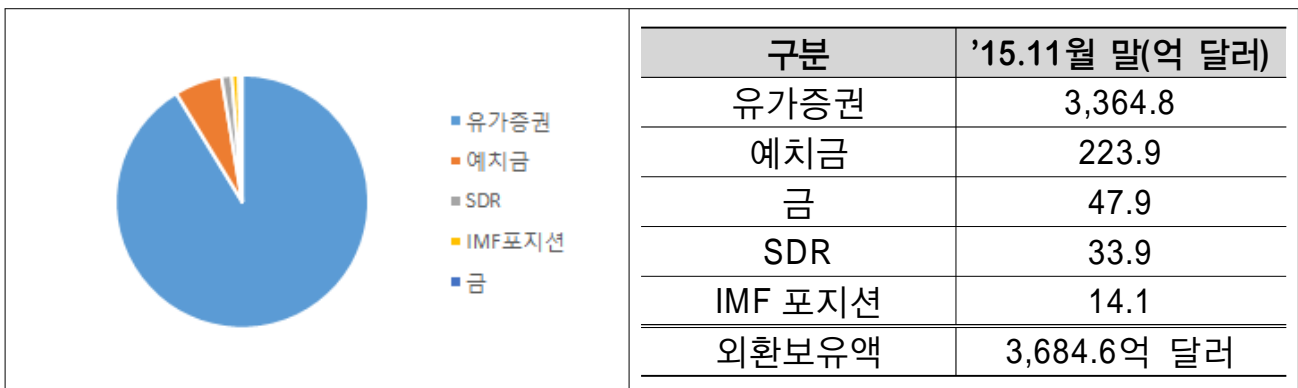 유가증권
예치금
SDR
IMF포지션
금
구분 ’15.11월 말(억 달러)
유가증권 3,364.8
예치금 223.9
금 47.9
SDR 33.9
IMF 포지션 14.1
외환보유액 3,684.6억 달러